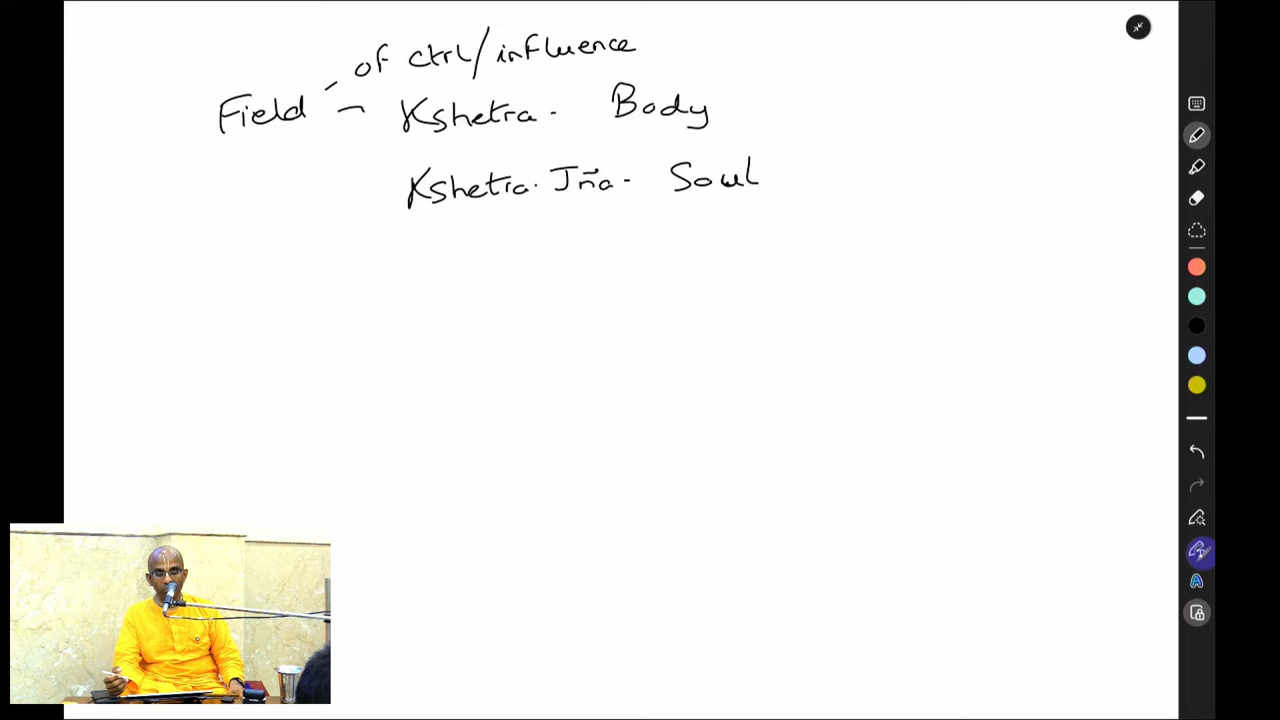 of ctrl/influence
Field - Kshetra - Body
Kshetra-Jña - Soul